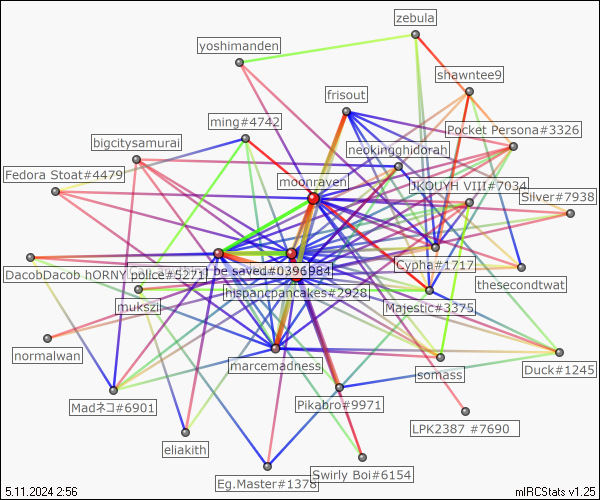 zebula
yoshimanden
shawntee9
frisout
ming#4742
Pocket Persona#3326
bigcitysamurai
neokingghidorah
Fedora Stoat#4479
moonraven
JKOUYH VIII#7034
Silver#7938
Cypha#1717
DacobDacob hORNY police#5271
be saved#0396984
thesecondtwat
hispancpancakes#2928
mukszi
Majestic#3375
normalwan
marcemadness
somass
Duck#1245
Madネコ#6901
Pikabro#9971
LPK2387 #7690
eliakith
Swirly Boi#6154
Eg.Master#1378
5.11.2024 2:56
mIRCStats v1.25